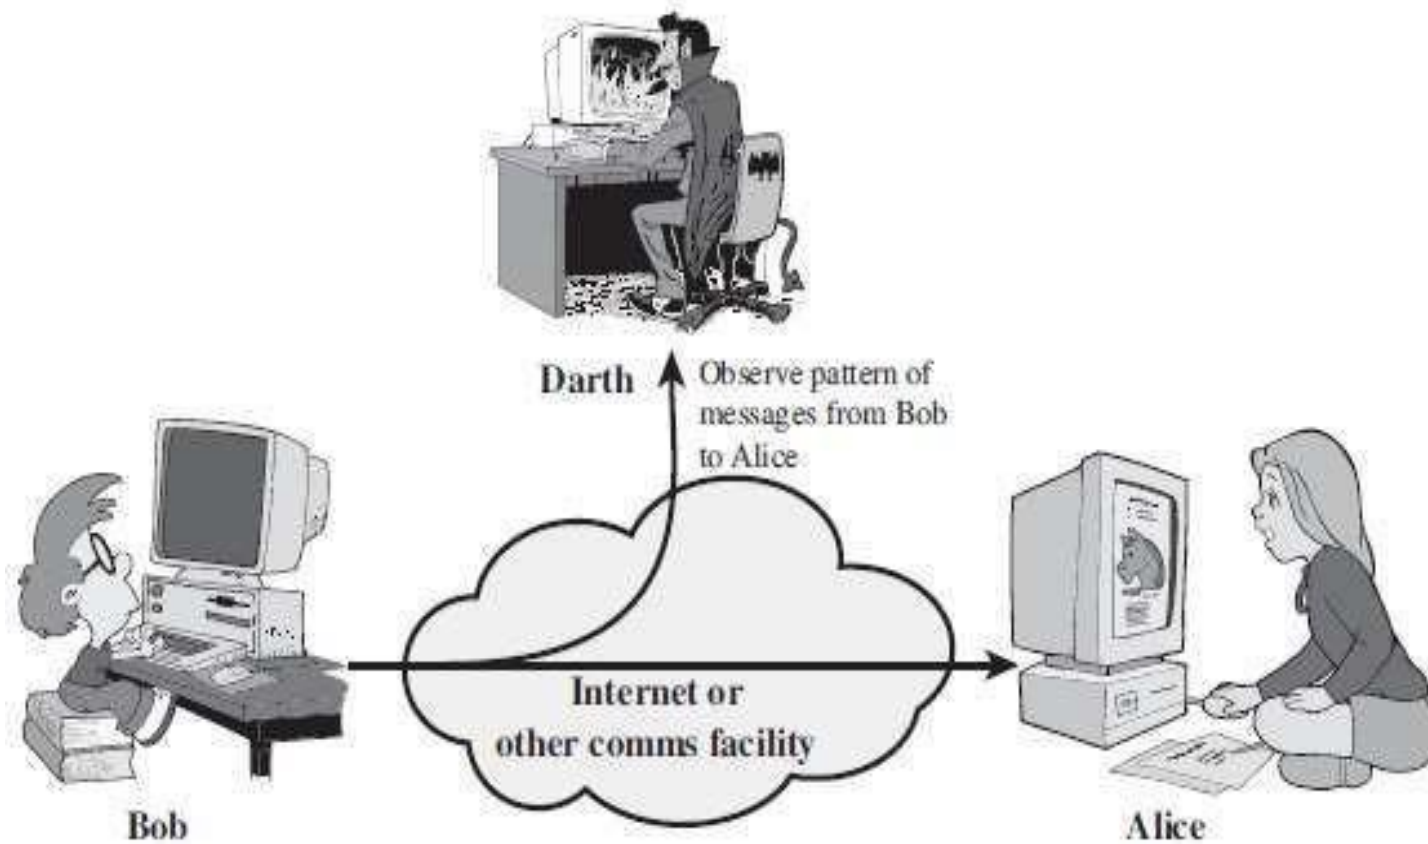 Darth
Observe pattern of
messages from Bob
to Alice
Internet or
other comms facility
Bob
Alice